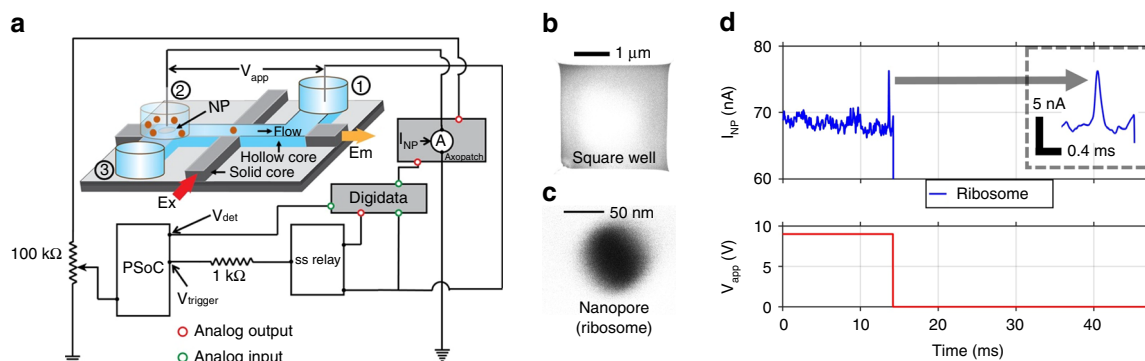 a
V_app
①
②
NP
③
Flow
Hollow core
Solid core
Em
Ex
I_NP
A
Axopatch
Digidata
V_det
100 kΩ
PSoC
1 kΩ
ss relay
V_trigger
Analog output
Analog input
b
1 μm
Square well
c
50 nm
Nanopore
(ribosome)
d
80
70
60
I_NP (nA)
5 nA
0.4 ms
Ribosome
10
5
0
V_app (V)
0 10 20 30 40
Time (ms)